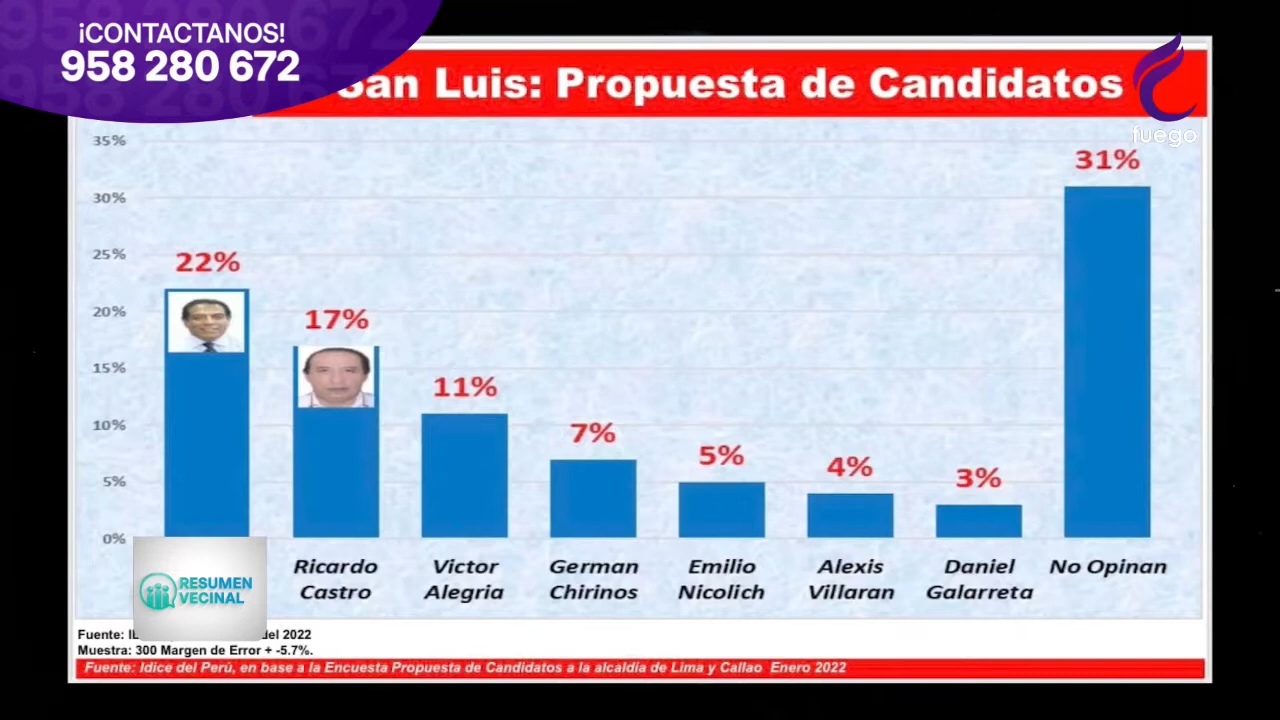 ¡CONTACTANOS!
958 280 672
San Luis: Propuesta de Candidatos
fuego
35%
30%
25%
20%
15%
10%
5%
0%
22%
17%
11%
7%
5%
4%
3%
31%
Ricardo Castro
Victor Alegria
German Chirinos
Emilio Nicolich
Alexis Villaran
Daniel Galarreta
No Opinan
RESUMEN
VECINAL
Fuente: del 2022
Muestra: 300 Margen de Error + -5.7%.
Fuente: Idice del Perú, en base a la Encuesta Propuesta de Candidatos a la alcaldía de Lima y Callao Enero 2022